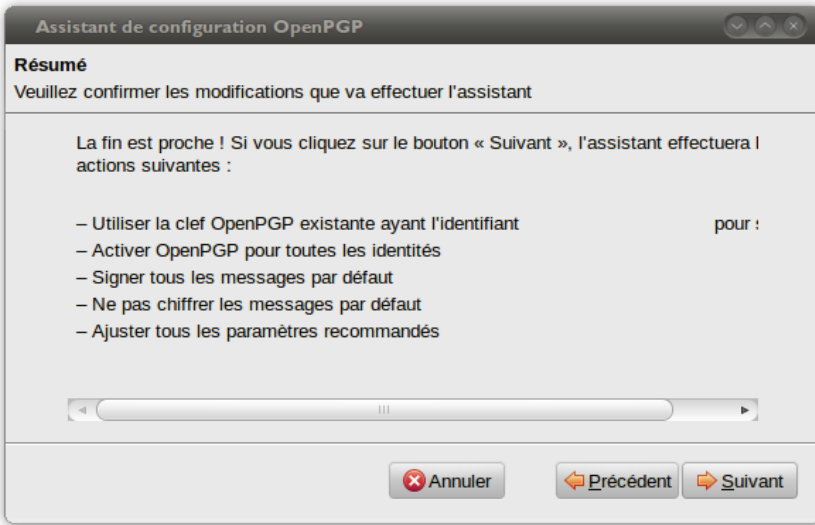 Assistant de configuration OpenPGP
Résumé
Veuillez confirmer les modifications que va effectuer l'assistant
La fin est proche ! Si vous cliquez sur le bouton « Suivant », l'assistant effectuera
actions suivantes :
– Utiliser la clef OpenPGP existante ayant l'identifiant pour
– Activer OpenPGP pour toutes les identités
– Signer tous les messages par défaut
– Ne pas chiffrer les messages par défaut
– Ajuster tous les paramètres recommandés
Annuler
Précédent
Suivant